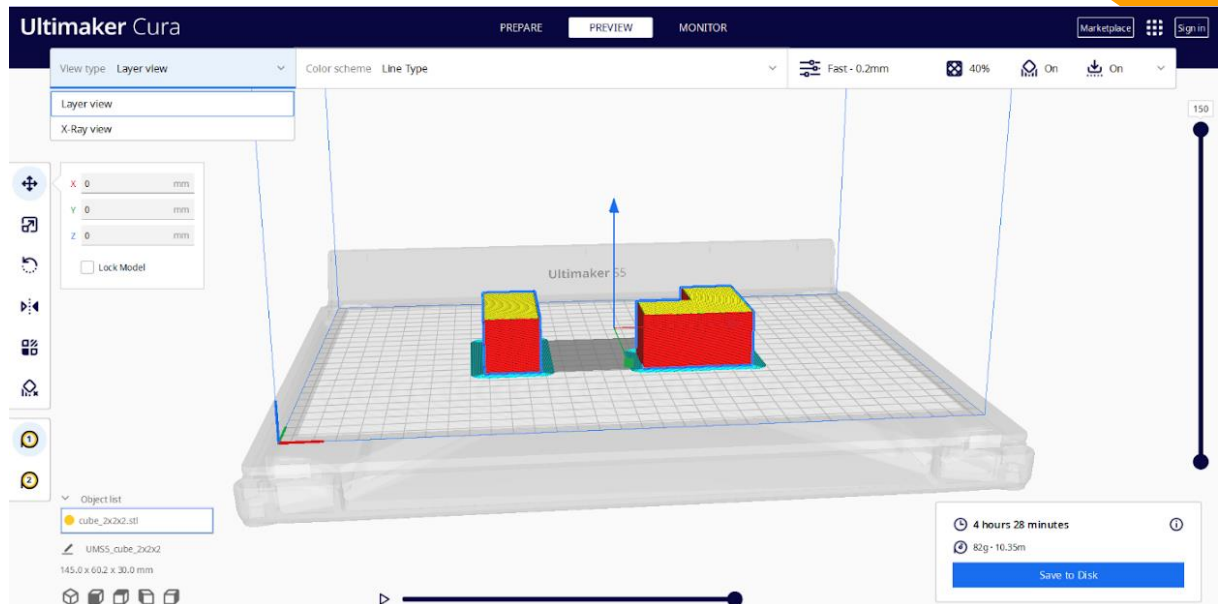 Ultimaker Cura
PREPARE PREVIEW MONITOR
Marketplace Sign in
View type Layer view
Color scheme Line Type
Fast - 0.2mm 40% On On
Layer view
X-Ray view
150
X 0 mm
Y 0 mm
Z 0 mm
Lock Model
Ultimaker S5
1
2
Object list
cube_2x2x2.stl
UMS5_cube_2x2x2
145.0 x 60.2 x 30.0 mm
4 hours 28 minutes
82g · 10.35m
Save to Disk